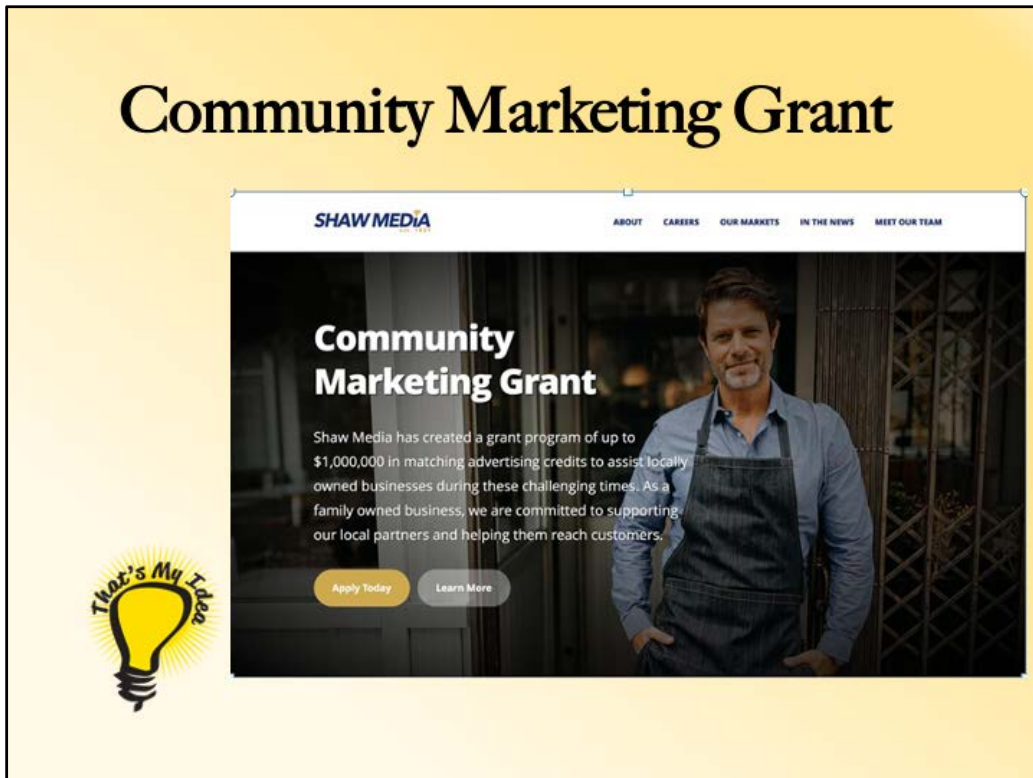 Community Marketing Grant
SHAW MEDIA
ABOUT CAREERS OUR MARKETS IN THE NEWS MEET OUR TEAM
Community
Marketing Grant
Shaw Media has created a grant program of up to
$1,000,000 in matching advertising credits to assist locally
owned businesses during these challenging times. As a
family owned business, we are committed to supporting
our local partners and helping them reach customers.
Apply Today Learn More
That's My Idea